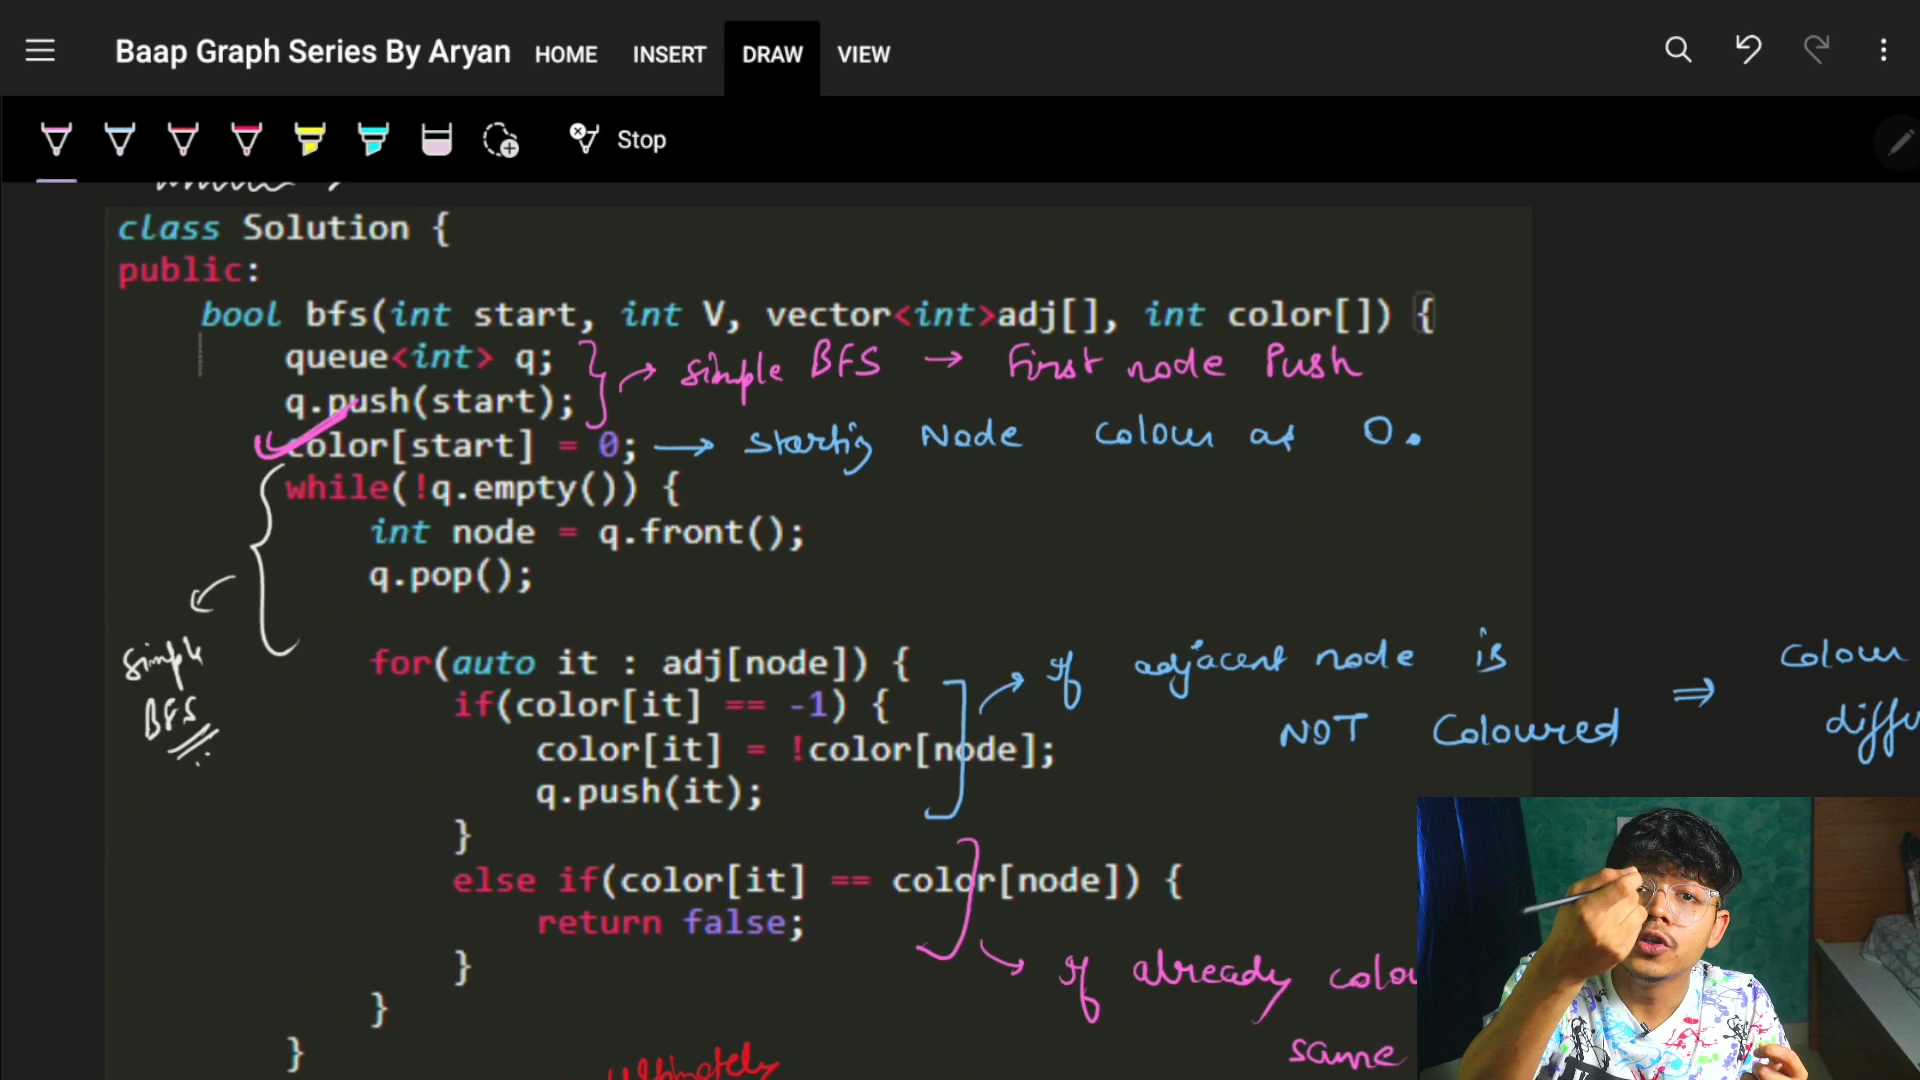 Baap Graph Series By Aryan HOME INSERT DRAW VIEW
Stop
class Solution {
public:
bool bfs(int start, int V, vector<int>adj[], int color[]) {
queue<int> q;
simple BFS → First node Push
q.push(start);
color[start] = 0;
→ Starting Node Colour as 0.
while(!q.empty()) {
int node = q.front();
q.pop();
Simple
BFS
for(auto it : adj[node]) {
if(color[it] == -1) {
color[it] = !color[node];
q.push(it);
}
→ If adjacent node is
NOT Coloured ⇒ Colour
diffe
else if(color[it] == color[node]) {
return false;
}
→ If already colou
same
}
}
ultimately